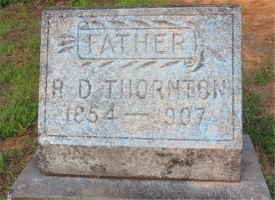 FATHER
R D THORNTON
1854 — 1907